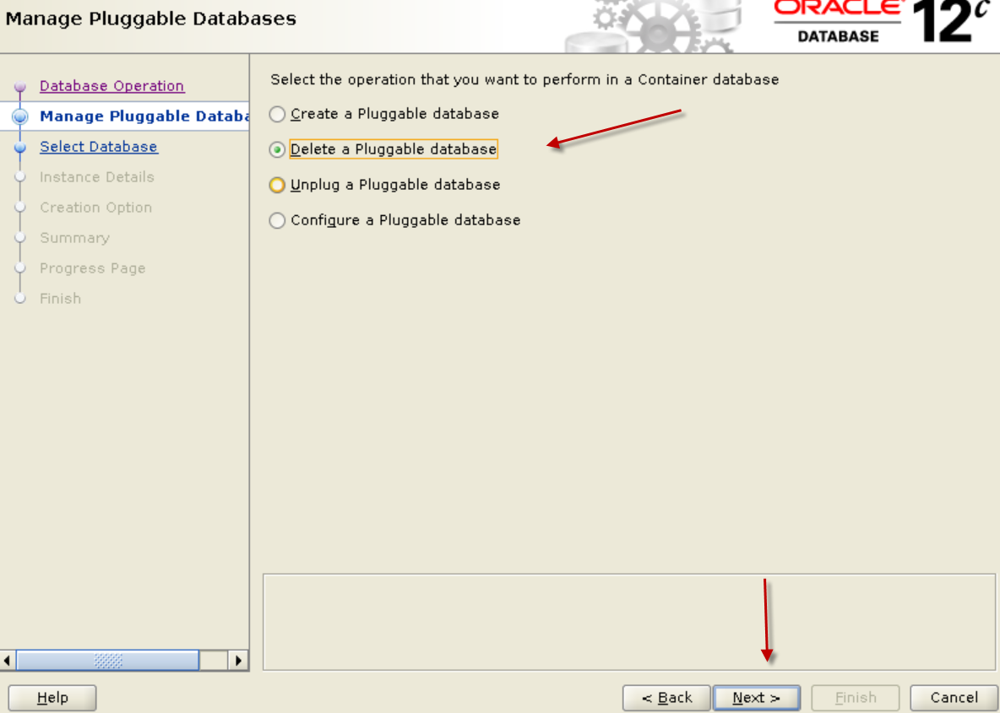 Manage Pluggable Databases
ORACLE®
DATABASE
12c
Database Operation
Manage Pluggable Databa
Select Database
Instance Details
Creation Option
Summary
Progress Page
Finish
Select the operation that you want to perform in a Container database
Create a Pluggable database
Delete a Pluggable database
Unplug a Pluggable database
Configure a Pluggable database
Help
< Back
Next >
Finish
Cancel